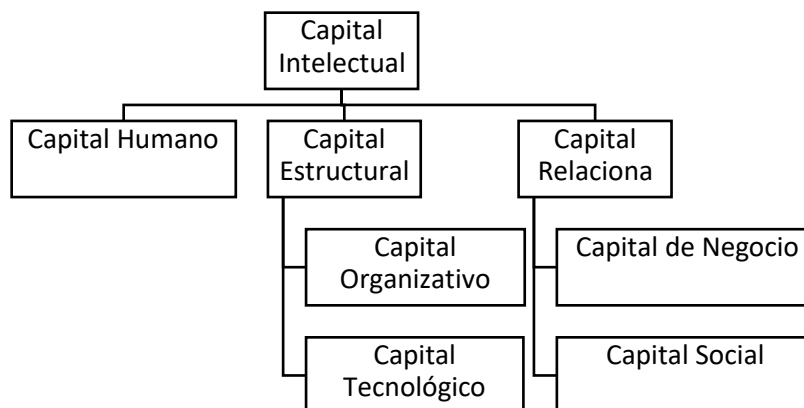 Capital
Intelectual
Capital Humano
Capital
Estructural
Capital
Relaciona
Capital
Organizativo
Capital de Negocio
Capital
Tecnológico
Capital Social